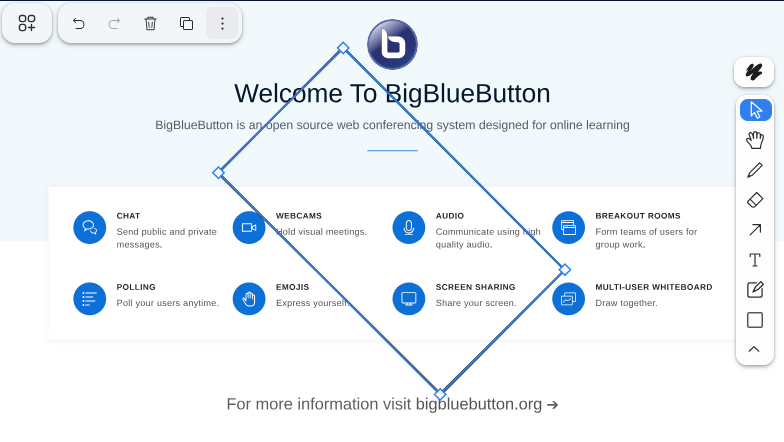 Welcome To BigBlueButton
BigBlueButton is an open source web conferencing system designed for online learning
CHAT
Send public and private
messages.
WEBCAMS
Hold visual meetings.
AUDIO
Communicate using high
quality audio.
BREAKOUT ROOMS
Form teams of users for
group work.
POLLING
Poll your users anytime.
EMOJIS
Express yourself.
SCREEN SHARING
Share your screen.
MULTI-USER WHITEBOARD
Draw together.
For more information visit bigbluebutton.org →